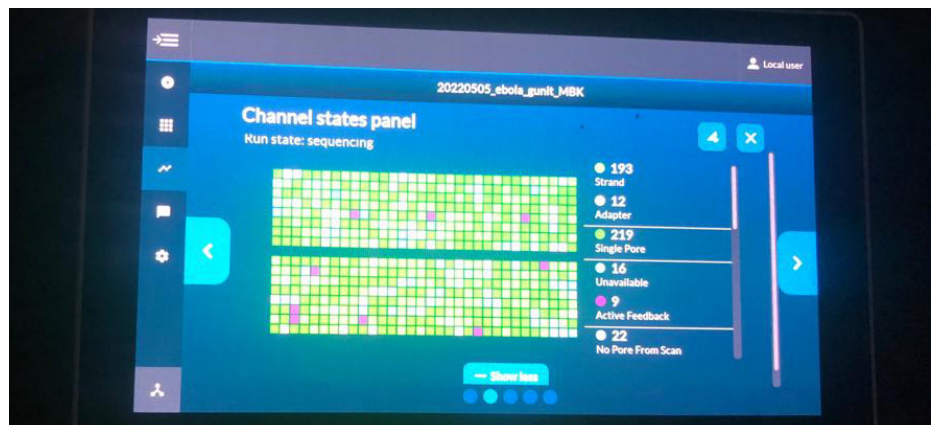 Local user
20220505_ebola_gunit_MBK
Channel states panel
Run state: sequencing
193
Strand
12
Adapter
219
Single Pore
16
Unavailable
9
Active Feedback
22
No Pore From Scan
Show less